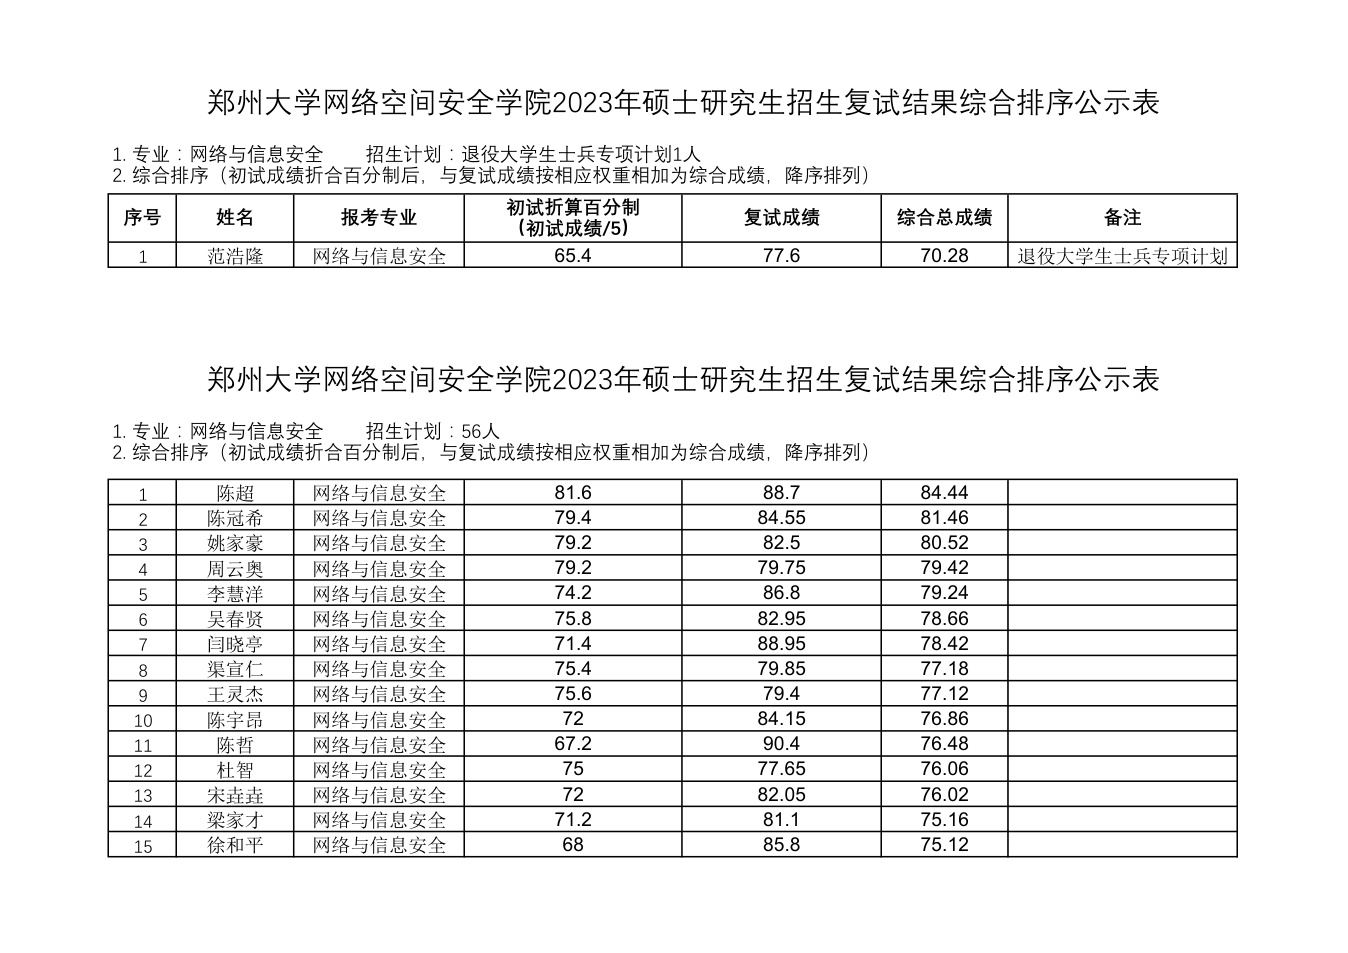 郑州大学网络空间安全学院2023年硕士研究生招生复试结果综合排序公示表
1. 专业：网络与信息安全 招生计划：退役大学生士兵专项计划1人
2. 综合排序（初试成绩折合百分制后，与复试成绩按相应权重相加为综合成绩，降序排列）
序号 姓名 报考专业 初试折算百分制 复试成绩 综合总成绩 备注
（初试成绩/5）
1 范浩隆 网络与信息安全 65.4 77.6 70.28 退役大学生士兵专项计划
郑州大学网络空间安全学院2023年硕士研究生招生复试结果综合排序公示表
1. 专业：网络与信息安全 招生计划：56人
2. 综合排序（初试成绩折合百分制后，与复试成绩按相应权重相加为综合成绩，降序排列）
1 陈超 网络与信息安全 81.6 88.7 84.44
2 陈冠希 网络与信息安全 79.4 84.55 81.46
3 姚家豪 网络与信息安全 79.2 82.5 80.52
4 周云奥 网络与信息安全 79.2 79.75 79.42
5 李慧洋 网络与信息安全 74.2 86.8 79.24
6 吴春贤 网络与信息安全 75.8 82.95 78.66
7 闫晓亭 网络与信息安全 71.4 88.95 78.42
8 渠宣仁 网络与信息安全 75.4 79.85 77.18
9 王灵杰 网络与信息安全 75.6 79.4 77.12
10 陈宇昂 网络与信息安全 72 84.15 76.86
11 陈哲 网络与信息安全 67.2 90.4 76.48
12 杜智 网络与信息安全 75 77.65 76.06
13 宋垚垚 网络与信息安全 72 82.05 76.02
14 梁家才 网络与信息安全 71.2 81.1 75.16
15 徐和平 网络与信息安全 68 85.8 75.12